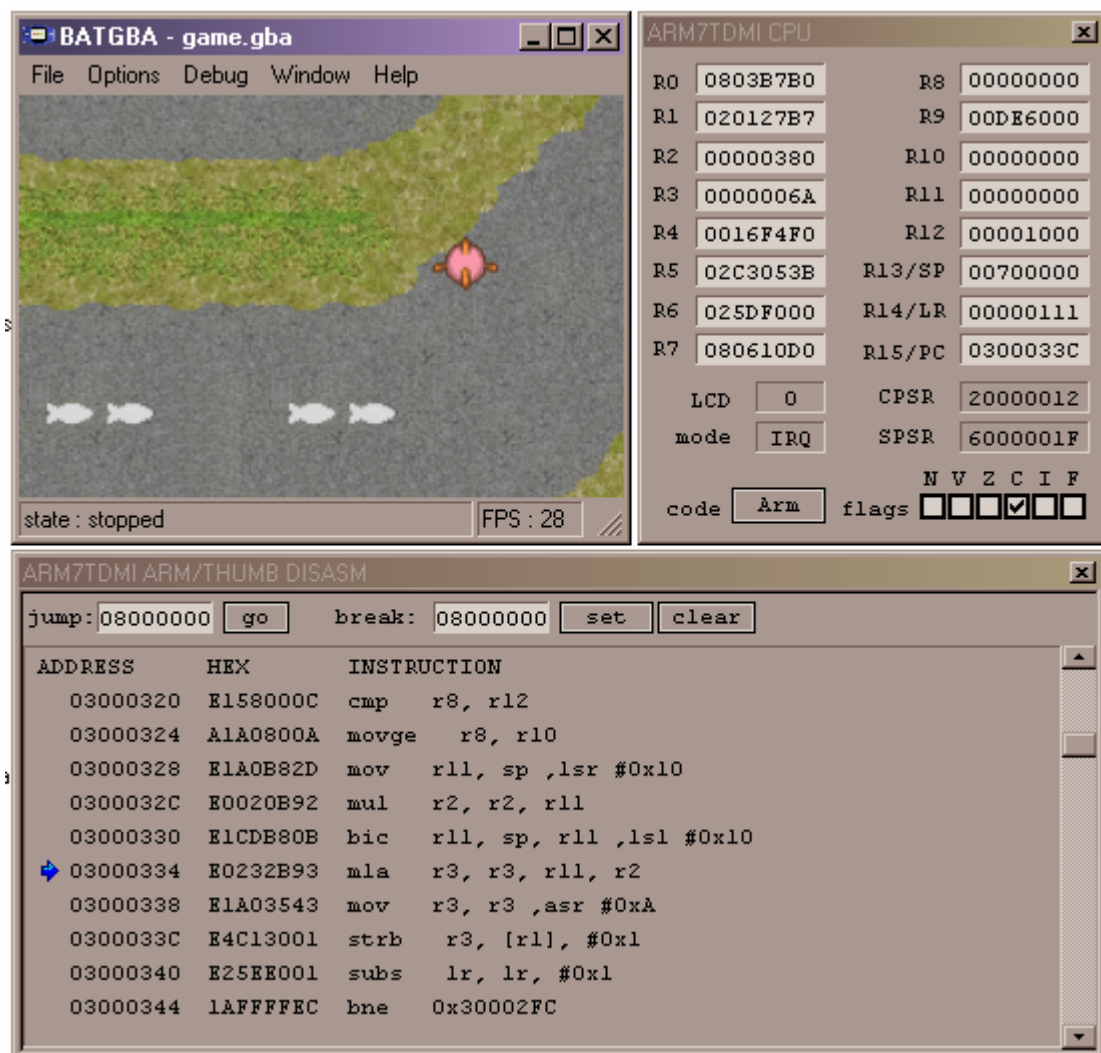 BATGBA - game.gba
File Options Debug Window Help
state : stopped FPS : 28
ARM7TDMI CPU
R0 0803B7B0 R8 00000000
R1 020127B7 R9 00DE6000
R2 00000380 R10 00000000
R3 0000006A R11 00000000
R4 0016F4F0 R12 00001000
R5 02C3053B R13/SP 00700000
R6 025DF000 R14/LR 00000111
R7 080610D0 R15/PC 0300033C
LCD 0 CPSR 20000012
mode IRQ SPSR 6000001F
N V Z C I F
code Arm flags
ARM7TDMI ARM/THUMB DISASM
jump: 08000000 go break: 08000000 set clear
ADDRESS HEX INSTRUCTION
03000320 E158000C cmp r8, r12
03000324 A1A0800A movge r8, r10
03000328 E1A0B82D mov r11, sp ,lsr #0x10
0300032C E0020B92 mul r2, r2, r11
03000330 E1CDB80B bic r11, sp, r11 ,lsl #0x10
03000334 E0232B93 mla r3, r3, r11, r2
03000338 E1A03543 mov r3, r3 ,asr #0xA
0300033C E4C13001 strb r3, [r1], #0x1
03000340 E25EE001 subs lr, lr, #0x1
03000344 1AFFFFEC bne 0x30002FC